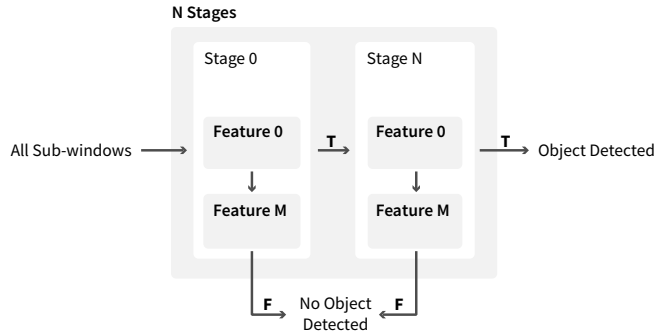 N Stages
Stage 0
Stage N
Feature 0
Feature 0
T
T
All Sub-windows
Object Detected
Feature M
Feature M
F
No Object
F
Detected